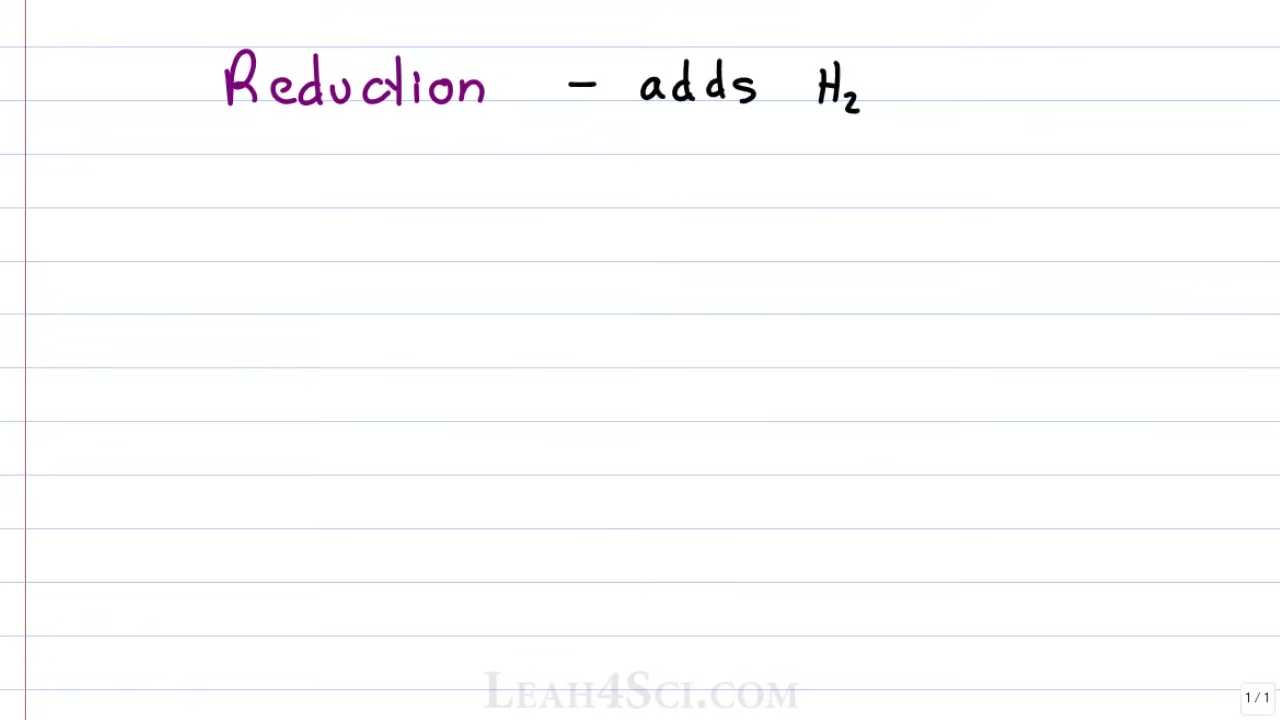 Reduction - adds H₂
LEAH4SCI.COM
1 / 1